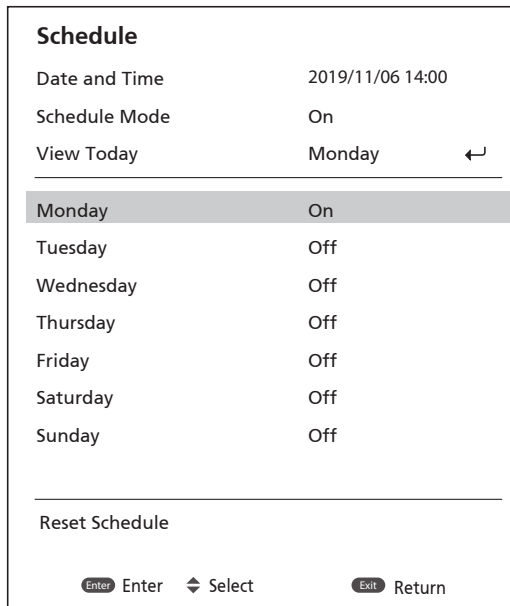 Schedule
Date and Time 2019/11/06 14:00
Schedule Mode On
View Today Monday
Monday On
Tuesday Off
Wednesday Off
Thursday Off
Friday Off
Saturday Off
Sunday Off
Reset Schedule
Enter Enter Select Exit Return